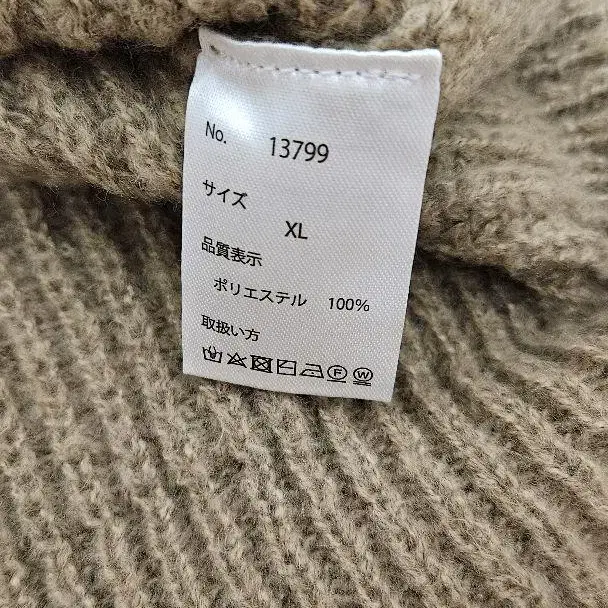 No. 13799
サイズ
XL
品質表示
ポリエステル 100%
取扱い方
F W